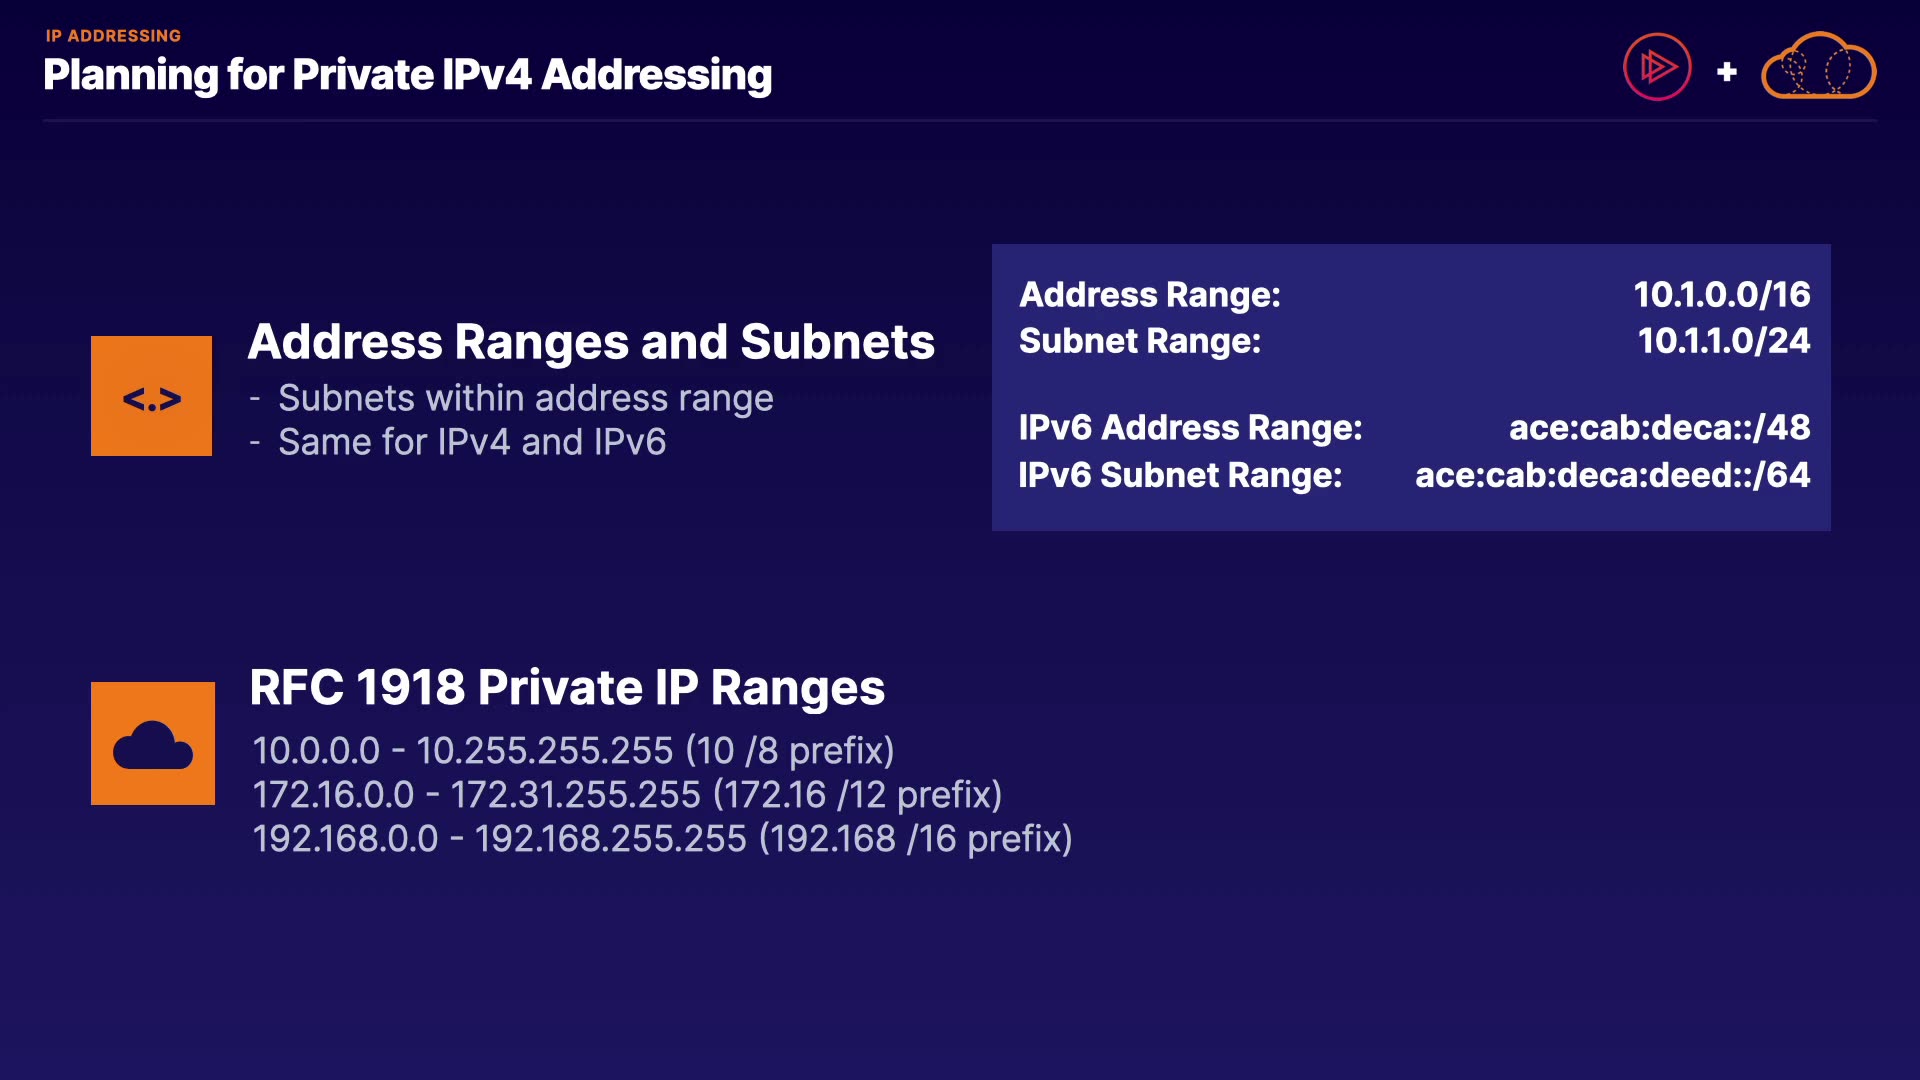 IP ADDRESSING
Planning for Private IPv4 Addressing
+
<.>
Address Ranges and Subnets
- Subnets within address range
- Same for IPv4 and IPv6
Address Range: 10.1.0.0/16
Subnet Range: 10.1.1.0/24
IPv6 Address Range: ace:cab:deca::/48
IPv6 Subnet Range: ace:cab:deca:deed::/64
RFC 1918 Private IP Ranges
10.0.0.0 - 10.255.255.255 (10 /8 prefix)
172.16.0.0 - 172.31.255.255 (172.16 /12 prefix)
192.168.0.0 - 192.168.255.255 (192.168 /16 prefix)